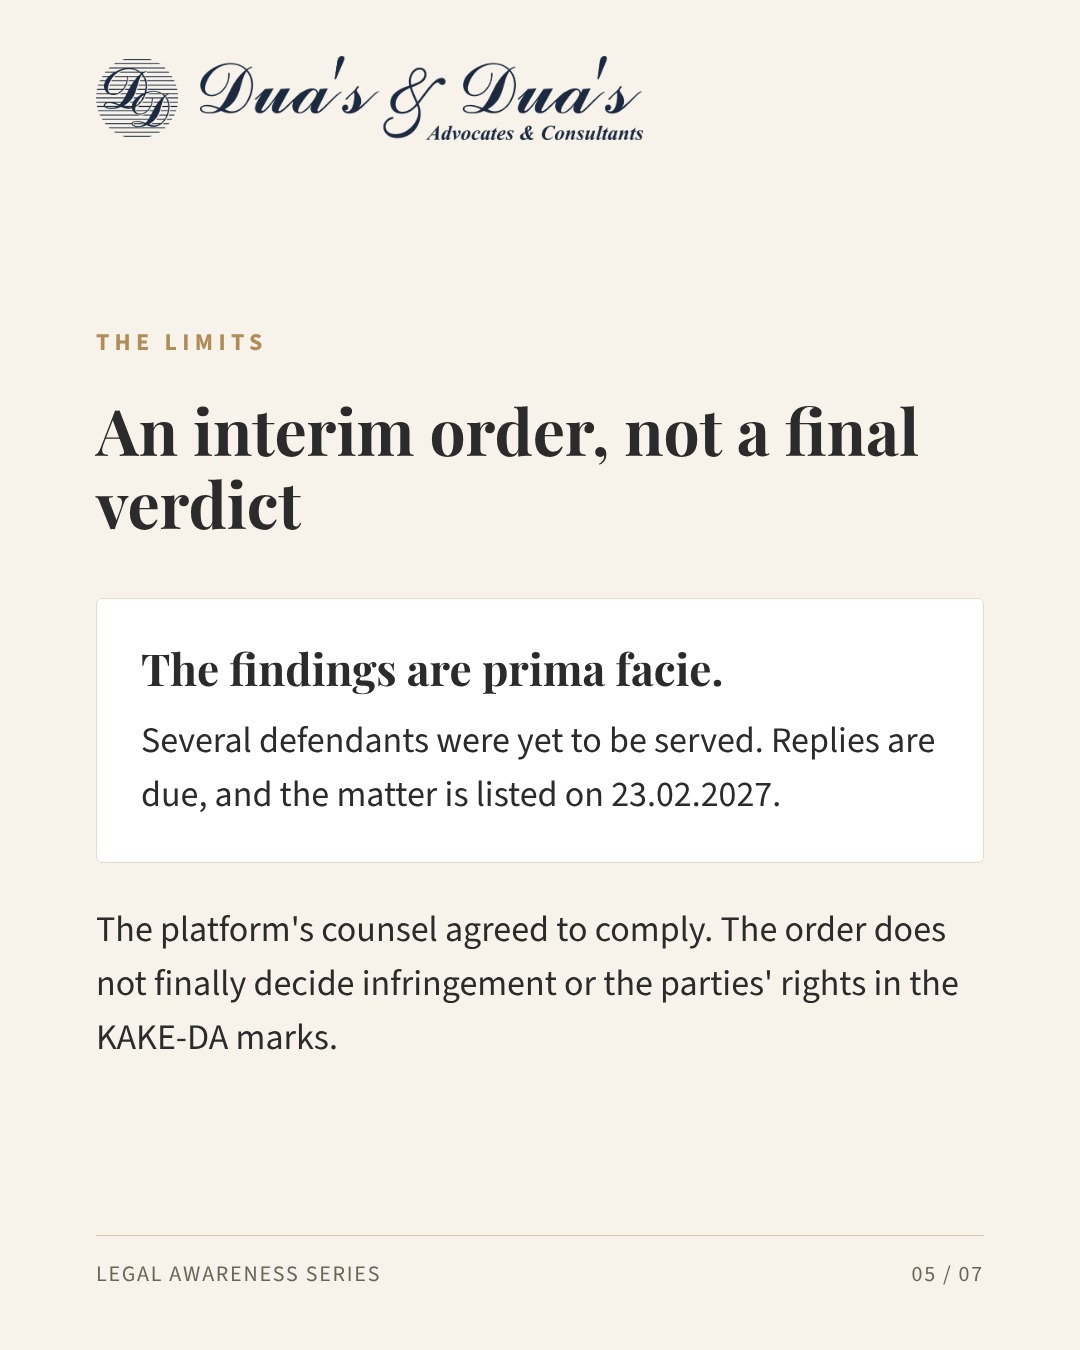 DD Dua's & Dua's
Advocates & Consultants
THE LIMITS
An interim order, not a final
verdict
The findings are prima facie.
Several defendants were yet to be served. Replies are
due, and the matter is listed on 23.02.2027.
The platform's counsel agreed to comply. The order does
not finally decide infringement or the parties' rights in the
KAKE-DA marks.
LEGAL AWARENESS SERIES
05 / 07